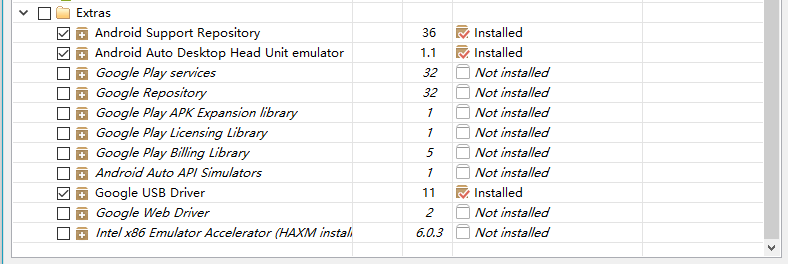 Extras
Android Support Repository 36 Installed
Android Auto Desktop Head Unit emulator 1.1 Installed
Google Play services 32 Not installed
Google Repository 32 Not installed
Google Play APK Expansion library 1 Not installed
Google Play Licensing Library 1 Not installed
Google Play Billing Library 5 Not installed
Android Auto API Simulators 1 Not installed
Google USB Driver 11 Installed
Google Web Driver 2 Not installed
Intel x86 Emulator Accelerator (HAXM instal 6.0.3 Not installed